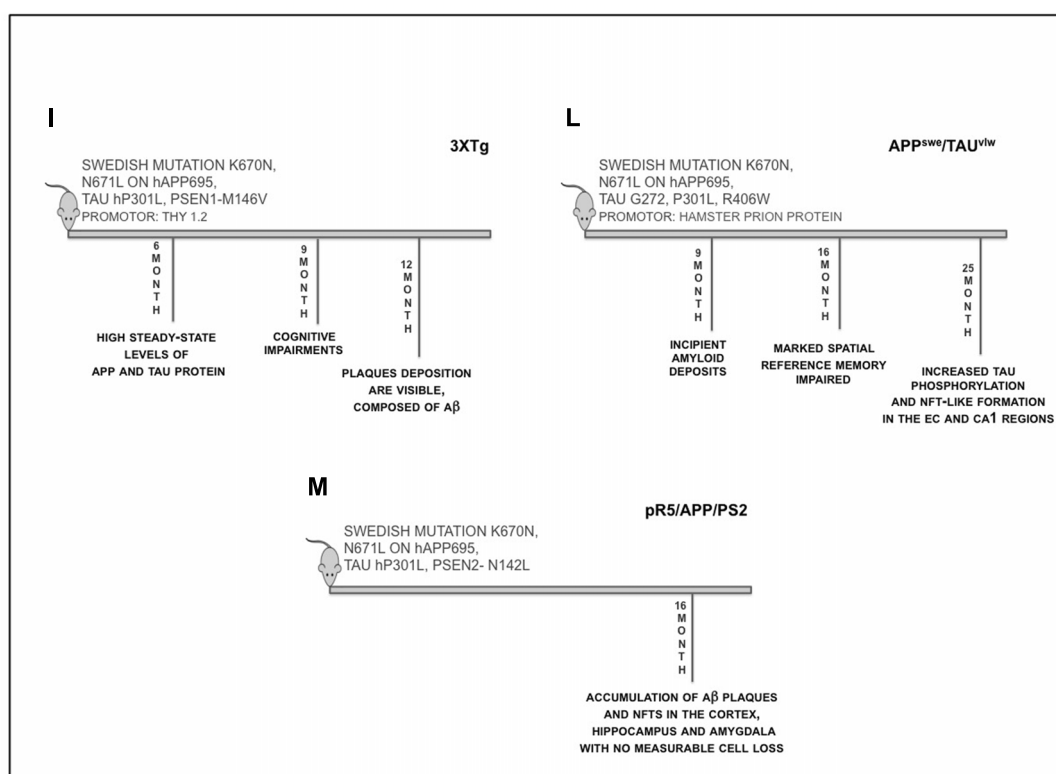 I
3XTg
SWEDISH MUTATION K670N,
N671L ON hAPP695,
TAU hP301L, PSEN1-M146V
PROMOTOR: THY 1.2
6 MONTH
HIGH STEADY-STATE
LEVELS OF
APP AND TAU PROTEIN
9 MONTH
COGNITIVE
IMPAIRMENTS
12 MONTH
PLAQUES DEPOSITION
ARE VISIBLE,
COMPOSED OF Aβ
L
APPswe/TAUvlw
SWEDISH MUTATION K670N,
N671L ON hAPP695,
TAU G272, P301L, R406W
PROMOTOR: HAMSTER PRION PROTEIN
9 MONTH
INCIPIENT
AMYLOID
DEPOSITS
16 MONTH
MARKED SPATIAL
REFERENCE MEMORY
IMPAIRED
25 MONTH
INCREASED TAU
PHOSPHORYLATION
AND NFT-LIKE FORMATION
IN THE EC AND CA1 REGIONS
M
pR5/APP/PS2
SWEDISH MUTATION K670N,
N671L ON hAPP695,
TAU hP301L, PSEN2- N142L
16 MONTH
ACCUMULATION OF Aβ PLAQUES
AND NFTS IN THE CORTEX,
HIPPOCAMPUS AND AMYGDALA
WITH NO MEASURABLE CELL LOSS